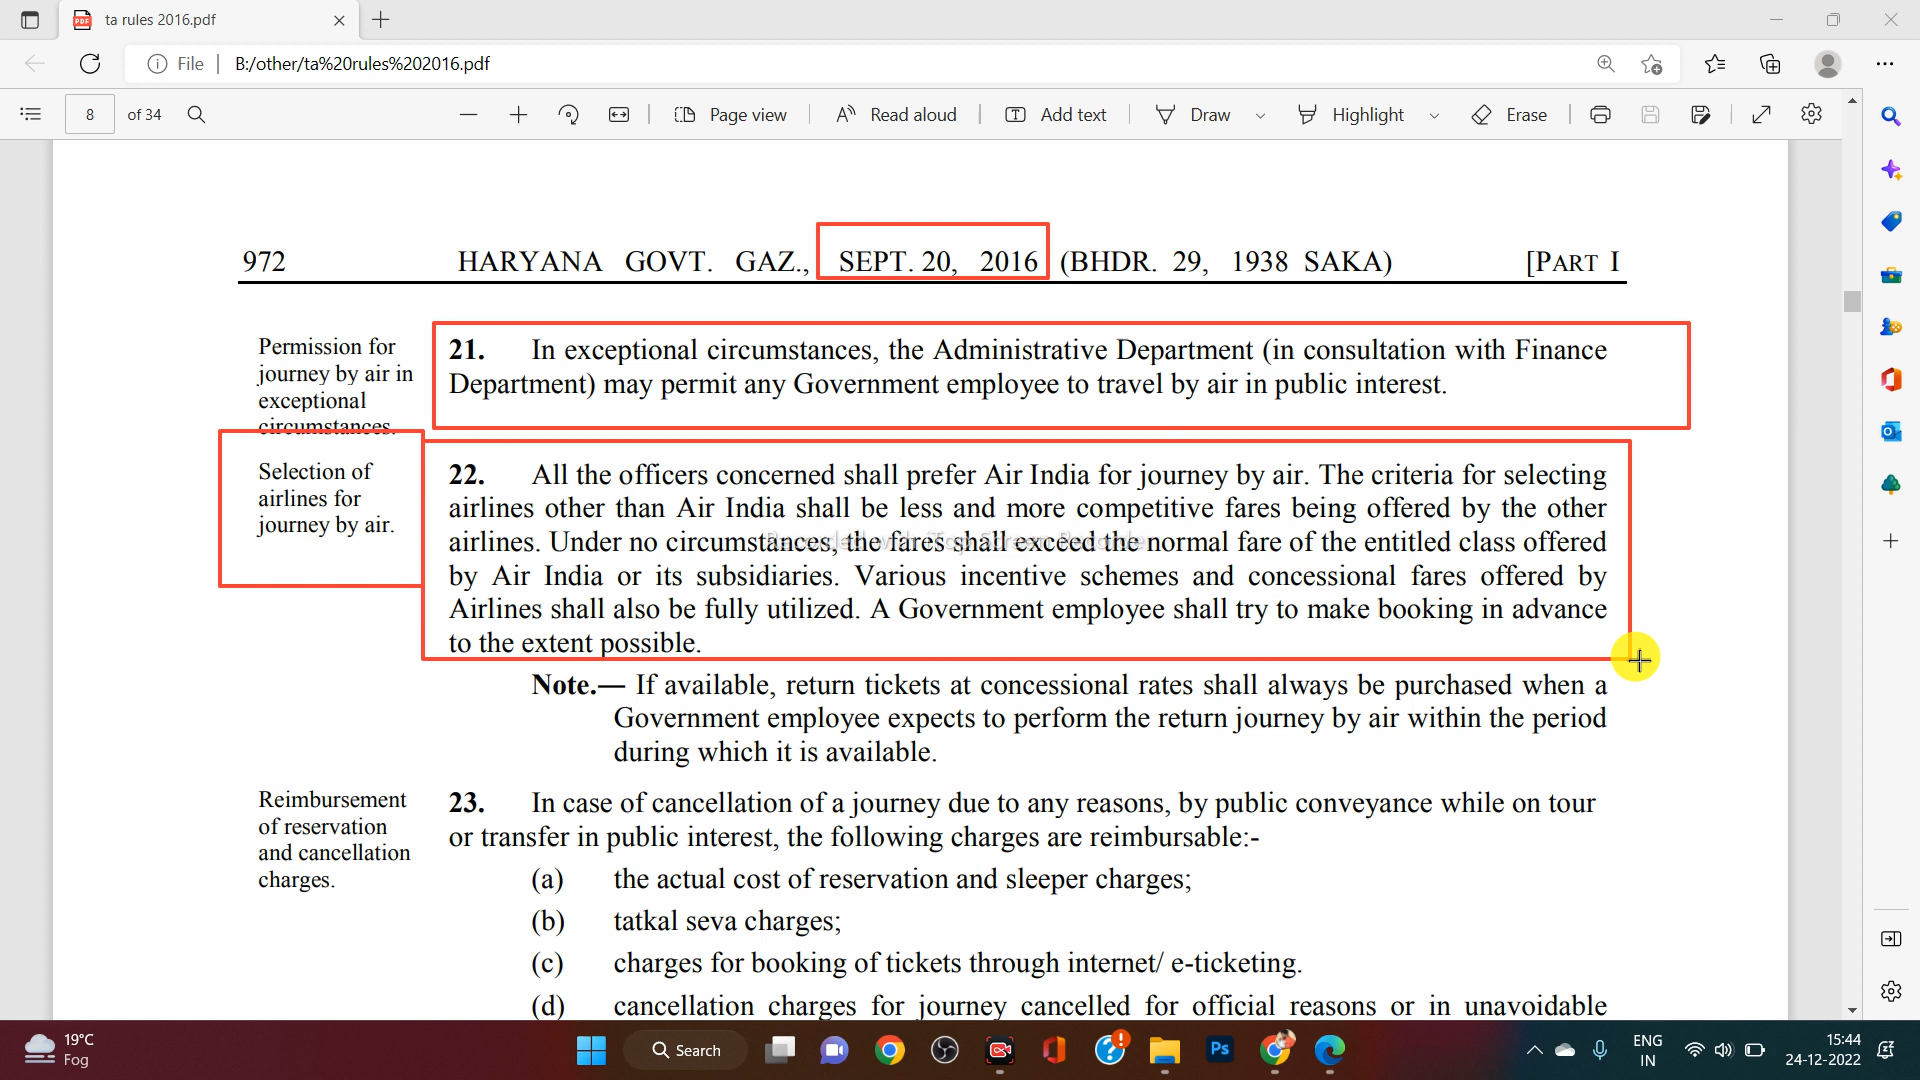 ta rules 2016.pdf
File
B:/other/ta%20rules%202016.pdf
8 of 34
Page view
Read aloud
Add text
Draw
Highlight
Erase
972 HARYANA GOVT. GAZ., SEPT. 20, 2016 (BHDR. 29, 1938 SAKA) [PART I
Permission for
journey by air in
exceptional
circumstances.
21. In exceptional circumstances, the Administrative Department (in consultation with Finance
Department) may permit any Government employee to travel by air in public interest.
Selection of
airlines for
journey by air.
22. All the officers concerned shall prefer Air India for journey by air. The criteria for selecting
airlines other than Air India shall be less and more competitive fares being offered by the other
airlines. Under no circumstances, the fares shall exceed the normal fare of the entitled class offered
by Air India or its subsidiaries. Various incentive schemes and concessional fares offered by
Airlines shall also be fully utilized. A Government employee shall try to make booking in advance
to the extent possible.
Recorded with iTop Screen Recorder
Note.— If available, return tickets at concessional rates shall always be purchased when a
Government employee expects to perform the return journey by air within the period
during which it is available.
Reimbursement
of reservation
and cancellation
charges.
23. In case of cancellation of a journey due to any reasons, by public conveyance while on tour
or transfer in public interest, the following charges are reimbursable:-
(a) the actual cost of reservation and sleeper charges;
(b) tatkal seva charges;
(c) charges for booking of tickets through internet/ e-ticketing.
(d) cancellation charges for journey cancelled for official reasons or in unavoidable
19°C
Fog
Search
Ps
ENG
IN
15:44
24-12-2022